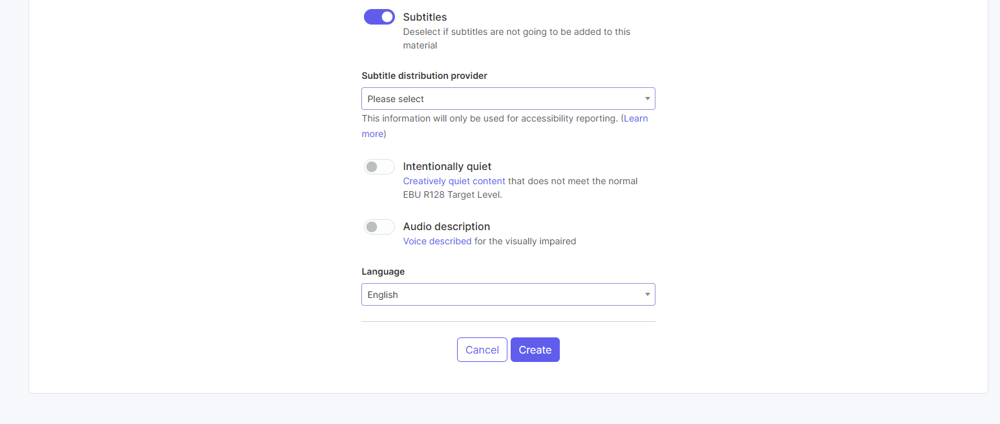 Subtitles
Deselect if subtitles are not going to be added to this
material
Subtitle distribution provider
Please select
This information will only be used for accessibility reporting. (Learn
more)
Intentionally quiet
Creatively quiet content that does not meet the normal
EBU R128 Target Level.
Audio description
Voice described for the visually impaired
Language
English
Cancel Create